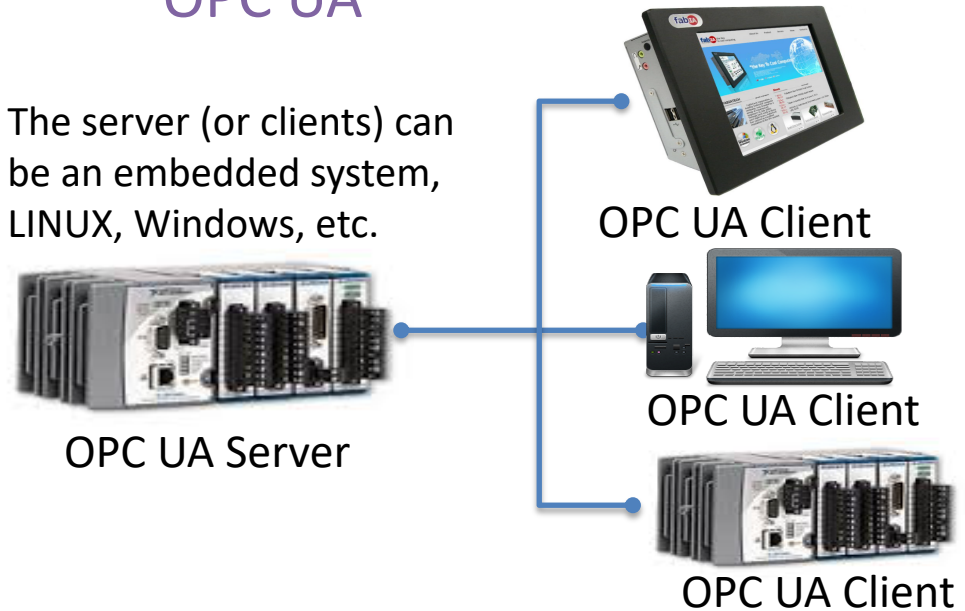 OPC UA
The server (or clients) can
be an embedded system,
LINUX, Windows, etc.
OPC UA Server
fabUA
OPC UA Client
OPC UA Client
OPC UA Client